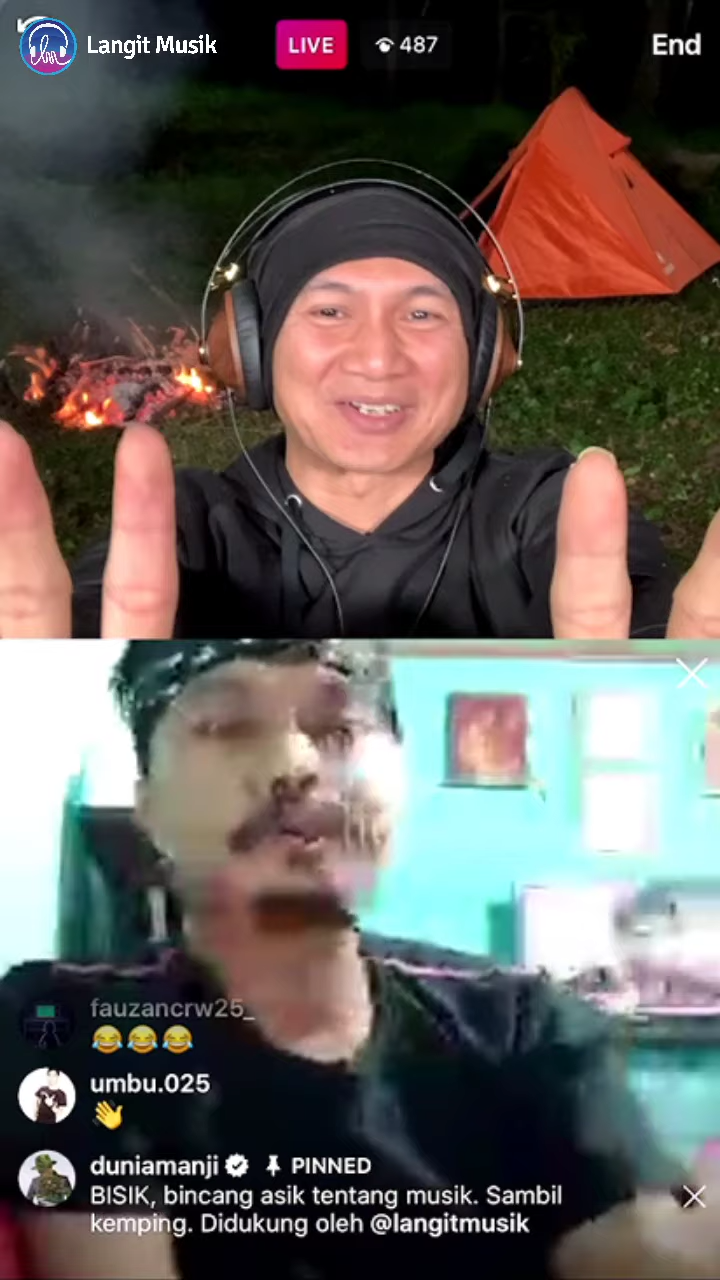 Langit Musik
LIVE
487
End
fauzancrw25_
😂😂😂
umbu.025
👋
duniamanji PINNED
BISIK, bincang asik tentang musik. Sambil
kemping. Didukung oleh @langitmusik